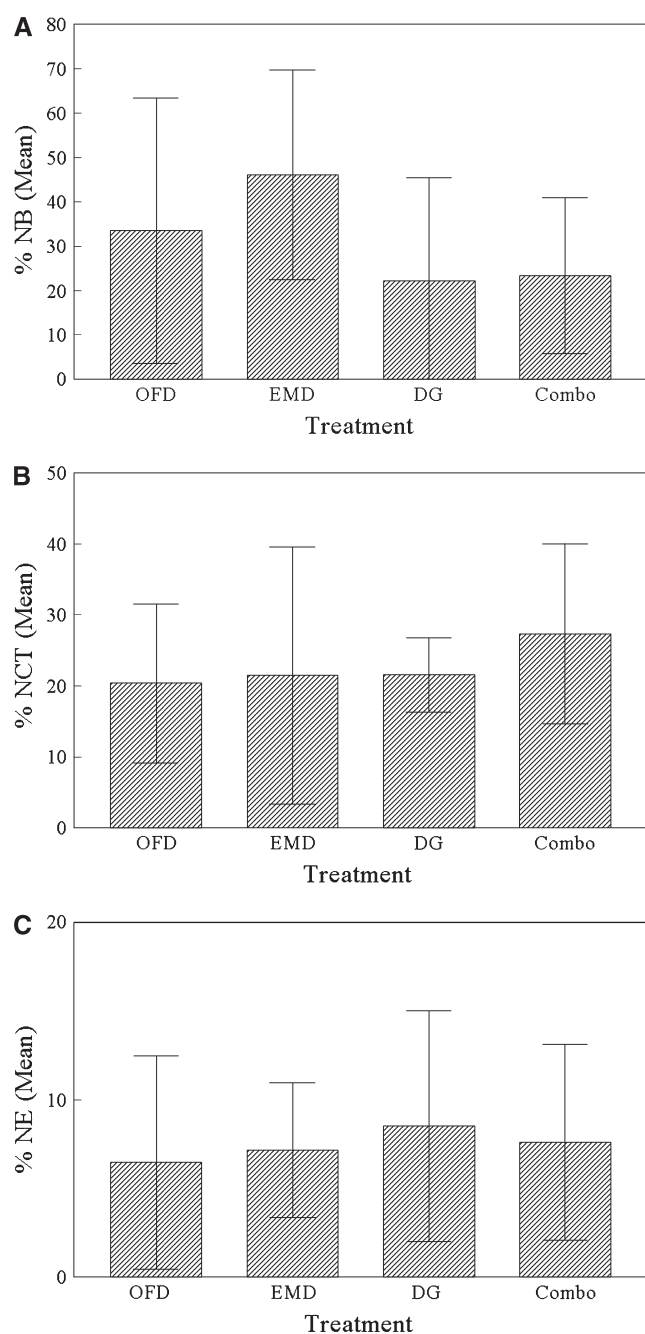 A
% NB (Mean)
80
70
60
50
40
30
20
10
0
OFD EMD DG Combo
Treatment
B
% NCT (Mean)
50
40
30
20
10
0
OFD EMD DG Combo
Treatment
C
% NE (Mean)
20
10
0
OFD EMD DG Combo
Treatment